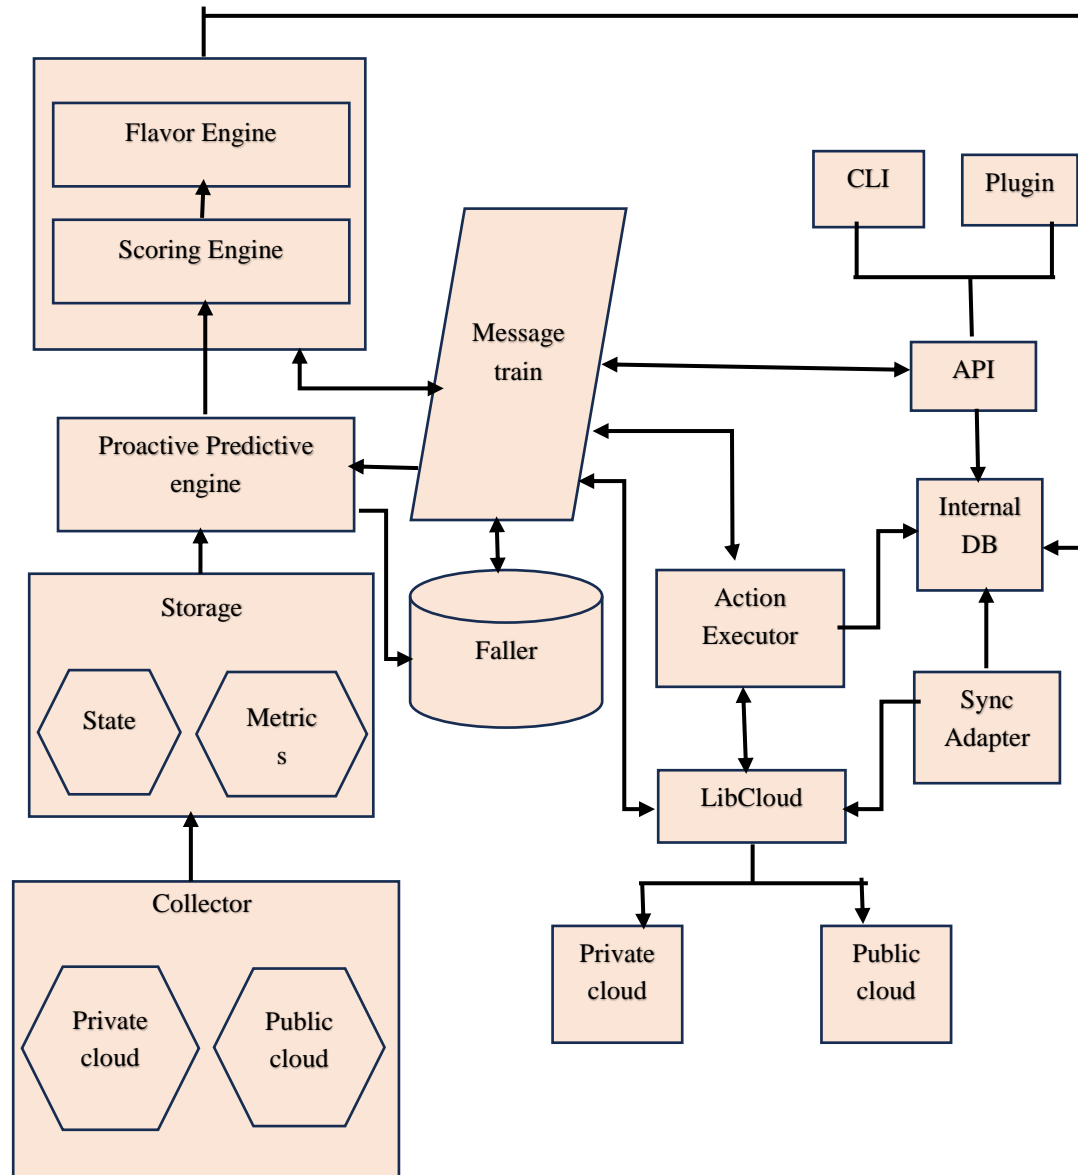 Flavor Engine
Scoring Engine
CLI
Plugin
Message
train
API
Proactive Predictive
engine
Internal
DB
Storage
State
Metric
s
Faller
Action
Executor
Sync
Adapter
LibCloud
Collector
Private
cloud
Public
cloud
Private
cloud
Public
cloud